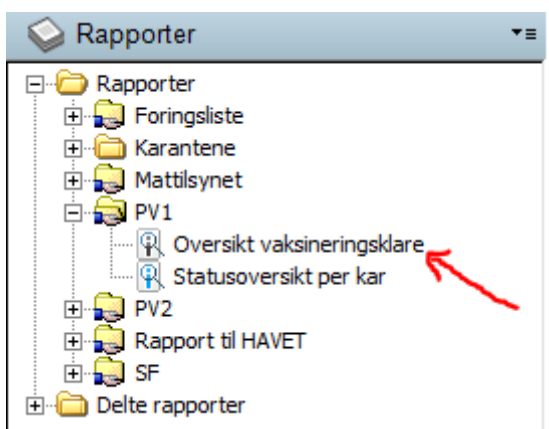 Rapporter
Rapporter
Foringsliste
Karantene
Mattilsynet
PV1
Oversikt vaksineringsklare
Statusoversikt per kar
PV2
Rapport til HAVET
SF
Delte rapporter